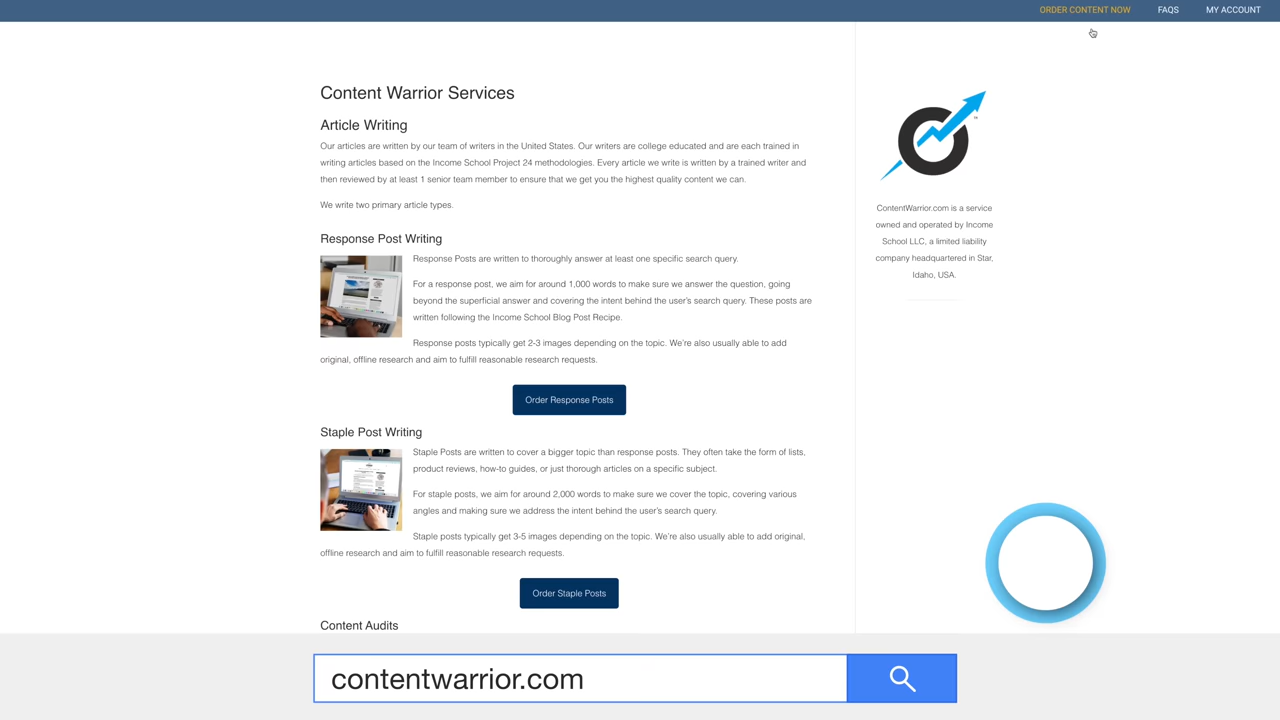 ORDER CONTENT NOW FAQS MY ACCOUNT
Content Warrior Services
Article Writing
Our articles are written by our team of writers in the United States. Our writers are college educated and are each trained in
writing articles based on the Income School Project 24 methodologies. Every article we write is written by a trained writer and
then reviewed by at least 1 senior team member to ensure that we get you the highest quality content we can.
We write two primary article types.
Response Post Writing
Response Posts are written to thoroughly answer at least one specific search query.
For a response post, we aim for around 1,000 words to make sure we answer the question, going
beyond the superficial answer and covering the intent behind the user's search query. These posts are
written following the Income School Blog Post Recipe.
Response posts typically get 2-3 images depending on the topic. We're also usually able to add
original, offline research and aim to fulfill reasonable research requests.
Order Response Posts
Staple Post Writing
Staple Posts are written to cover a bigger topic than response posts. They often take the form of lists,
product reviews, how-to guides, or just thorough articles on a specific subject.
For staple posts, we aim for around 2,000 words to make sure we cover the topic, covering various
angles and making sure we address the intent behind the user's search query.
Staple posts typically get 3-5 images depending on the topic. We're also usually able to add original,
offline research and aim to fulfill reasonable research requests.
Order Staple Posts
Content Audits
TM
ContentWarrior.com is a service
owned and operated by Income
School LLC, a limited liability
company headquartered in Star,
Idaho, USA.
contentwarrior.com